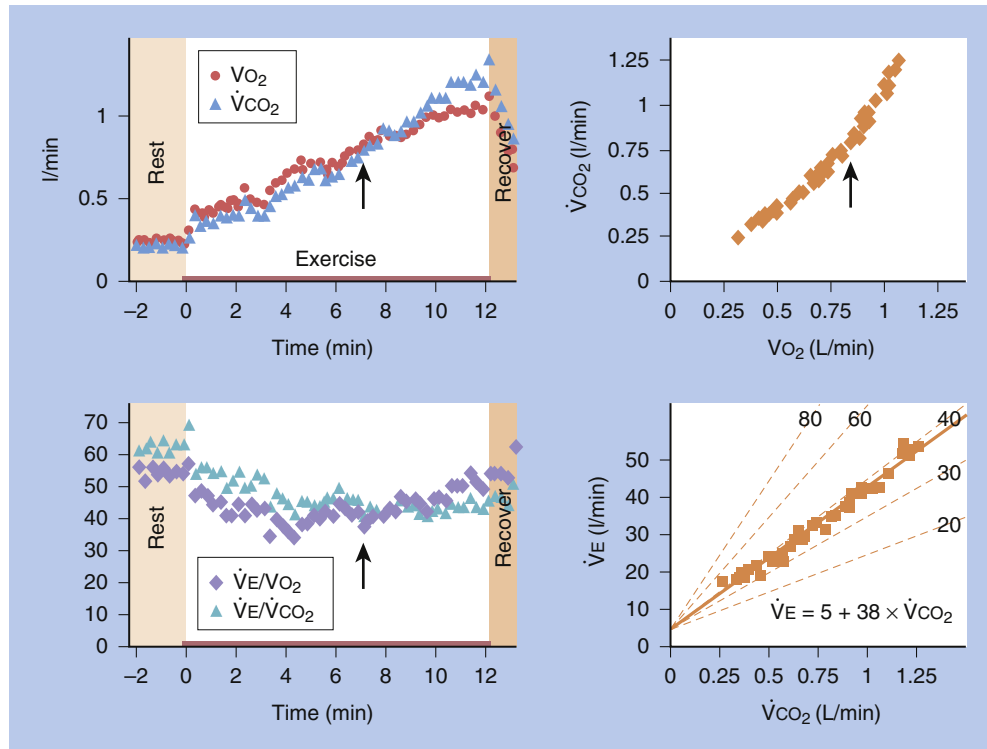 VO2
V̇CO2
1
0.5
0
l/min
Rest
Exercise
Recover
−2 0 2 4 6 8 10 12
Time (min)
1.25
1
0.75
0.50
0.25
0
V̇CO2 (l/min)
0 0.25 0.5 0.75 1 1.25
VO2 (L/min)
70
60
50
40
30
20
10
0
Rest
Recover
V̇E/VO2
V̇E/V̇CO2
−2 0 2 4 6 8 10 12
Time (min)
50
40
30
20
10
0
V̇E (l/min)
80 60 40
30
20
V̇E = 5 + 38 × V̇CO2
0 0.25 0.5 0.75 1 1.25
V̇CO2 (L/min)